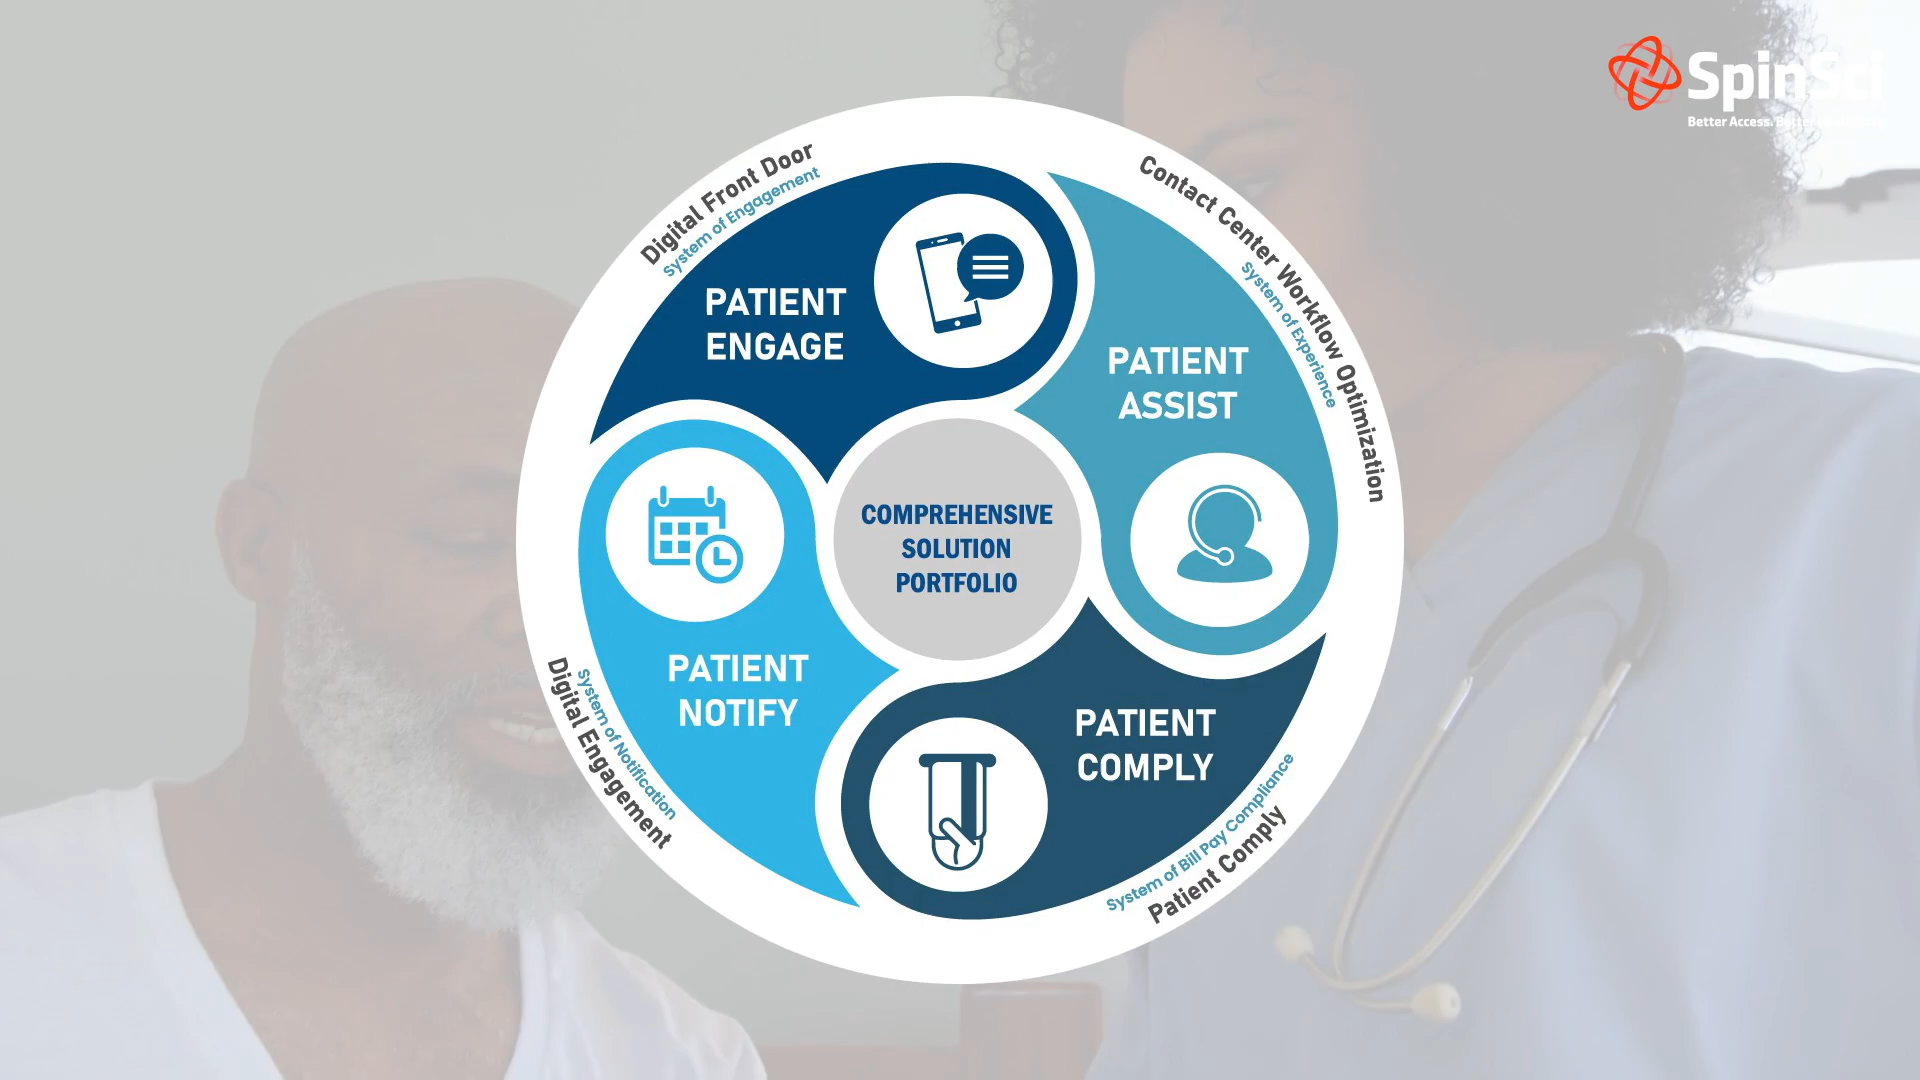 SpinSci
Better Access.
Digital Front Door
System of Engagement
PATIENT
ENGAGE
Contact Center Workflow Optimization
System of Experience
PATIENT
ASSIST
COMPREHENSIVE
SOLUTION
PORTFOLIO
PATIENT
NOTIFY
System of Notification
Digital Engagement
PATIENT
COMPLY
System of Bill Pay Compliance
Patient Comply